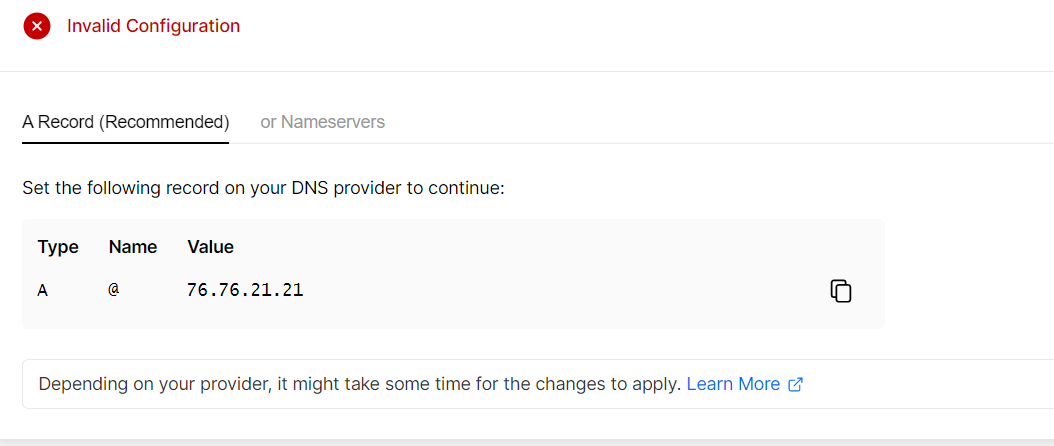 Invalid Configuration
A Record (Recommended) or Nameservers
Set the following record on your DNS provider to continue:
Type Name Value
A @ 76.76.21.21
Depending on your provider, it might take some time for the changes to apply. Learn More